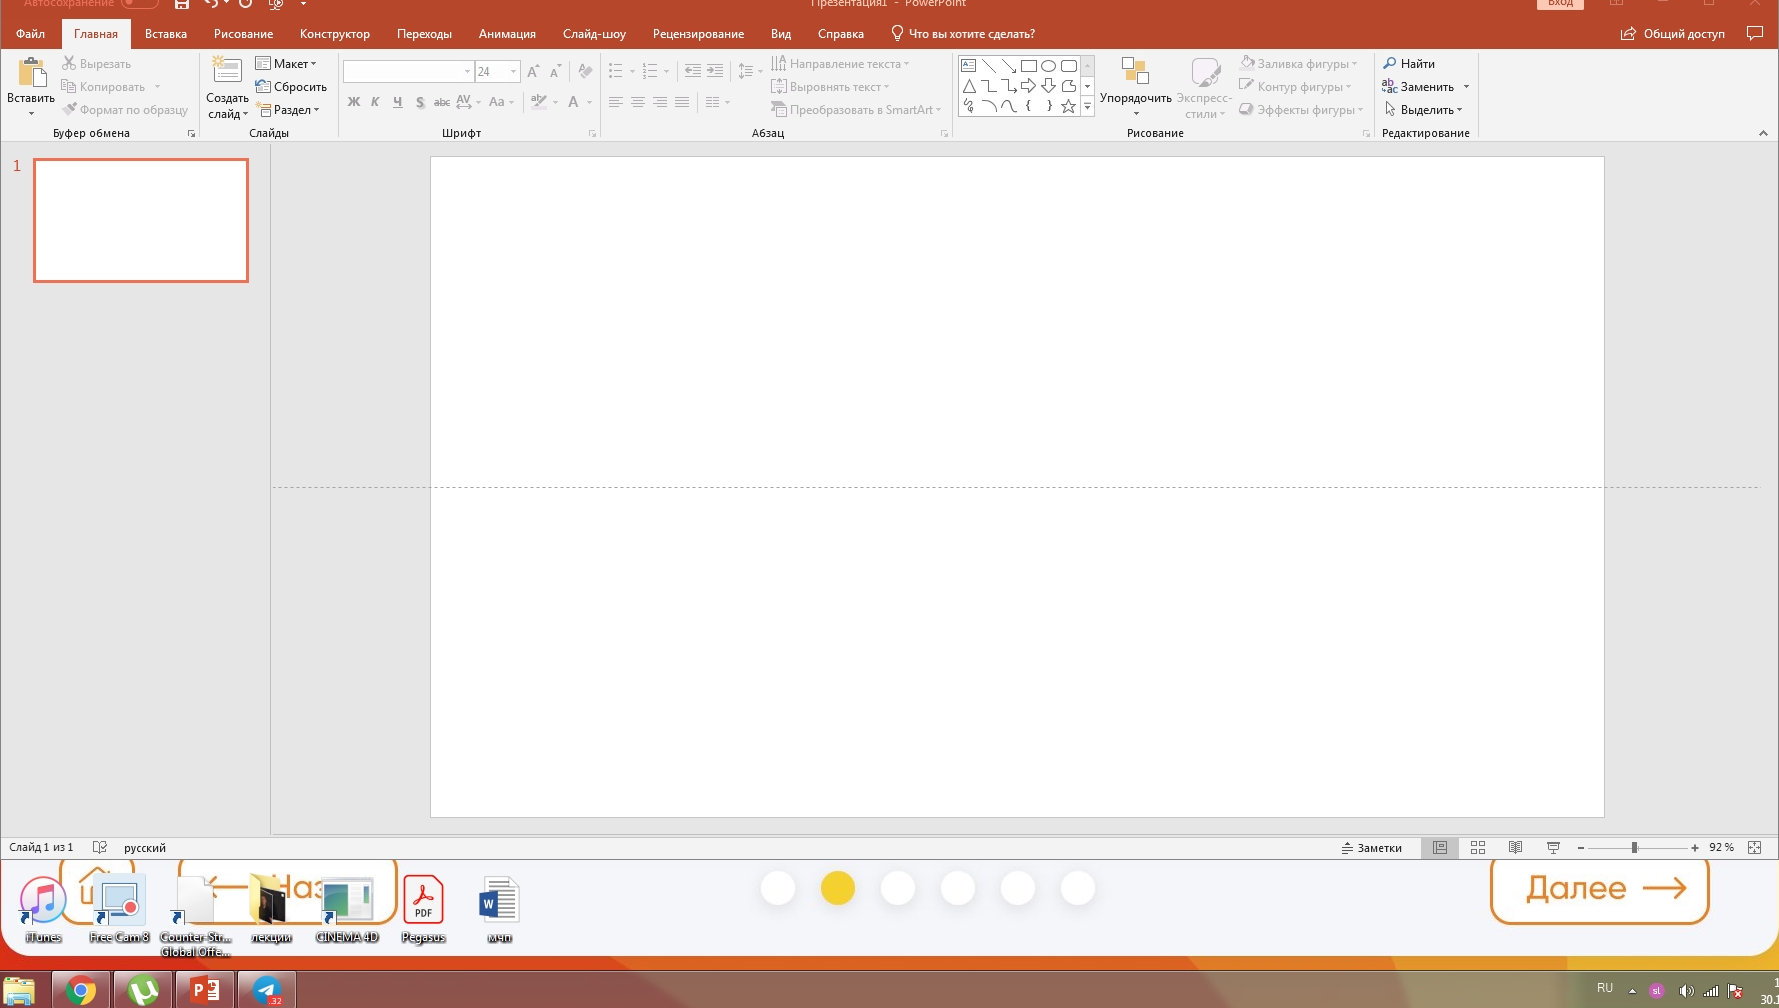 Автосохранение
Презентация1 - PowerPoint
Вход
Файл Главная Вставка Рисование Конструктор Переходы Анимация Слайд-шоу Рецензирование Вид Справка Что вы хотите сделать? Общий доступ
Вставить
Вырезать
Копировать
Формат по образцу
Буфер обмена
Создать слайд
Макет
Сбросить
Раздел
Слайды
24
Ж К Ч S abc AV Aa A
Шрифт
Направление текста
Выровнять текст
Преобразовать в SmartArt
Абзац
Упорядочить
Экспресс-стили
Заливка фигуры
Контур фигуры
Эффекты фигуры
Рисование
Найти
Заменить
Выделить
Редактирование
1
Слайд 1 из 1 русский Заметки 92 %
Наз
Далее
iTunes
Free Cam 8
Counter-Str...
Global Offe...
лекции
CINEMA 4D
PDF
Pegasus
мчп
32
RU